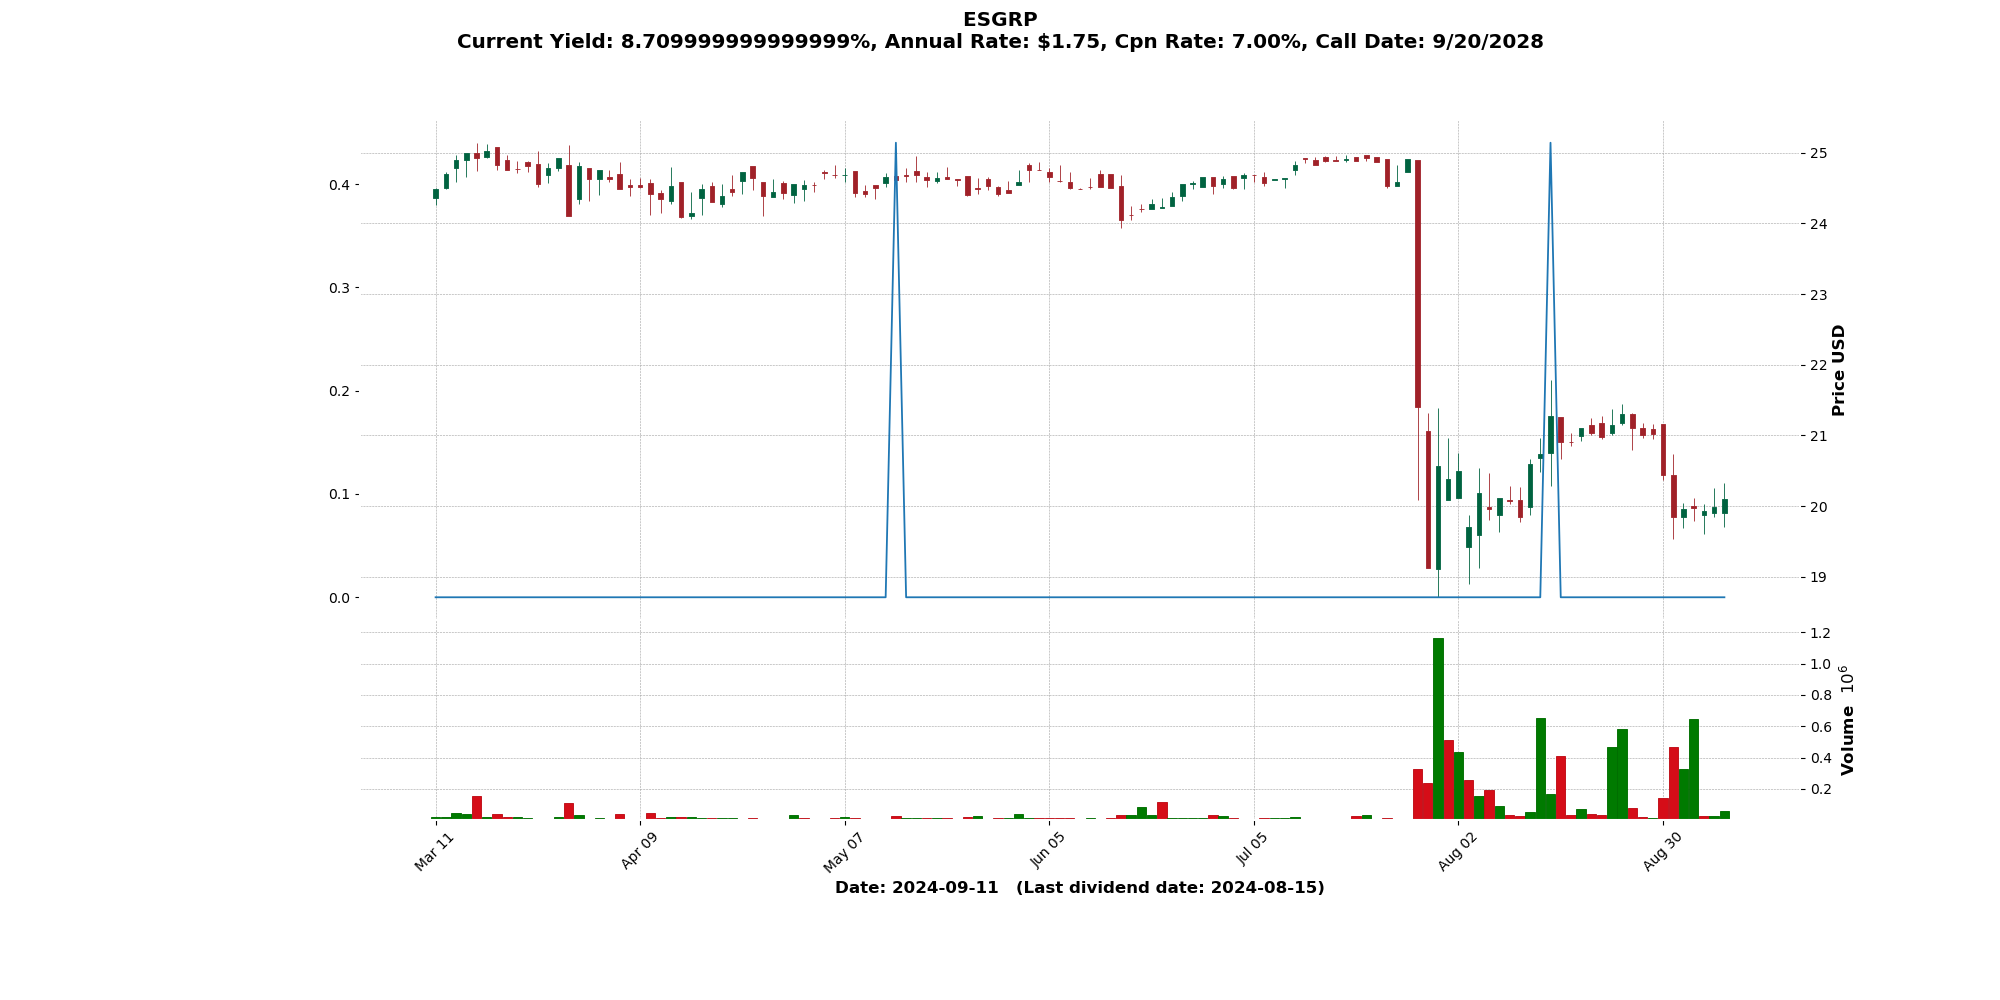 ESGRP
Current Yield: 8.709999999999999%, Annual Rate: $1.75, Cpn Rate: 7.00%, Call Date: 9/20/2028
0.4
0.3
0.2
0.1
0.0
25
24
23
22
21
20
19
Price USD
1.2
1.0
0.8
0.6
0.4
0.2
Volume 10^6
Mar 11
Apr 09
May 07
Jun 05
Jul 05
Aug 02
Aug 30
Date: 2024-09-11 (Last dividend date: 2024-08-15)